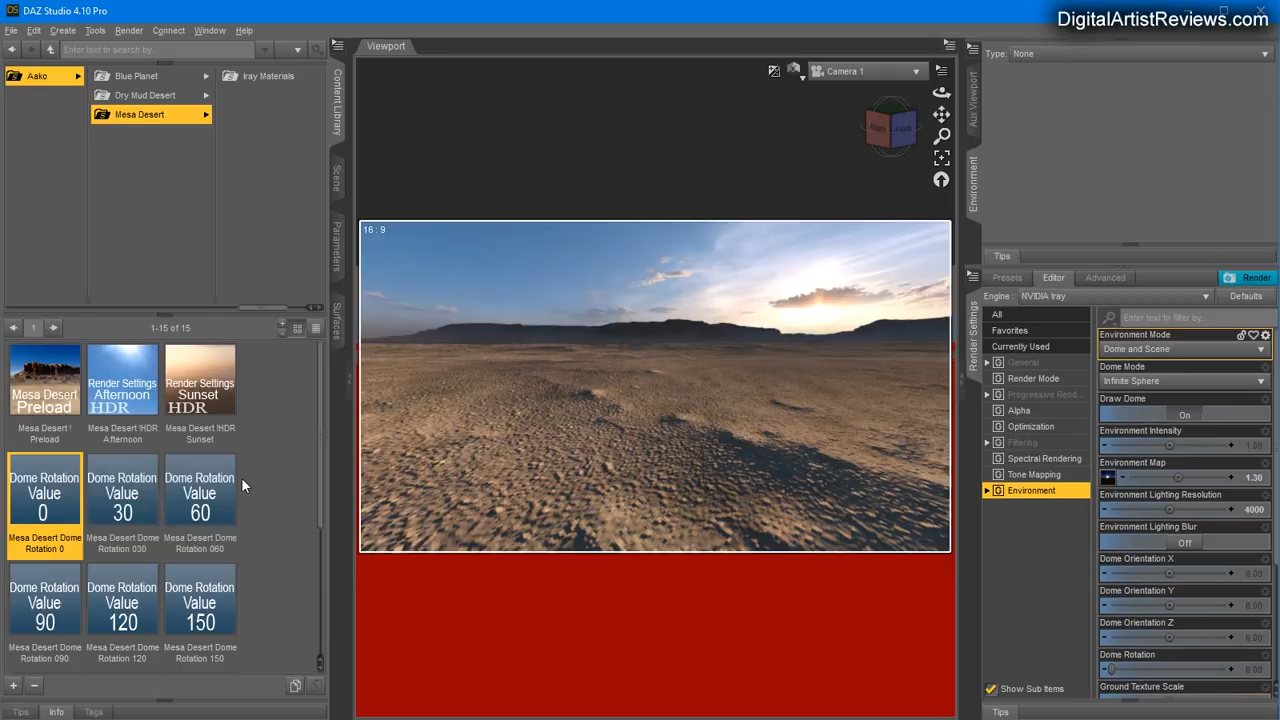 DAZ Studio 4.10 Pro
DigitalArtistReviews.com
File Edit Create Tools Render Connect Window Help
Enter text to search by.
Viewport
Type: None
Aako
Blue Planet
Iray Materials
Dry Mud Desert
Mesa Desert
Camera 1
Content Library
Scene
Parameters
Surfaces
Aux Viewport
Environment
Tips
16 : 9
Presets Editor Advanced Render
Engine: NVIDIA Iray Defaults
Render Settings
1
1-15 of 15
Mesa Desert
Preload
Mesa Desert !
Preload
Render Settings
Afternoon
HDR
Mesa Desert !HDR
Afternoon
Render Settings
Sunset
HDR
Mesa Desert !HDR
Sunset
Dome Rotation
Value
0
Mesa Desert Dome
Rotation 0
Dome Rotation
Value
30
Mesa Desert Dome
Rotation 030
Dome Rotation
Value
60
Mesa Desert Dome
Rotation 060
Dome Rotation
Value
90
Mesa Desert Dome
Rotation 090
Dome Rotation
Value
120
Mesa Desert Dome
Rotation 120
Dome Rotation
Value
150
Mesa Desert Dome
Rotation 150
Tips Info Tags
All
Favorites
Currently Used
General
Render Mode
Progressive Rend...
Alpha
Optimization
Filtering
Spectral Rendering
Tone Mapping
Environment
Show Sub Items
Enter text to filter by...
Environment Mode
Dome and Scene
Dome Mode
Infinite Sphere
Draw Dome
On
Environment Intensity
1.00
Environment Map
1.30
Environment Lighting Resolution
4000
Environment Lighting Blur
Off
Dome Orientation X
0.00
Dome Orientation Y
0.00
Dome Orientation Z
0.00
Dome Rotation
0.00
Ground Texture Scale
Tips